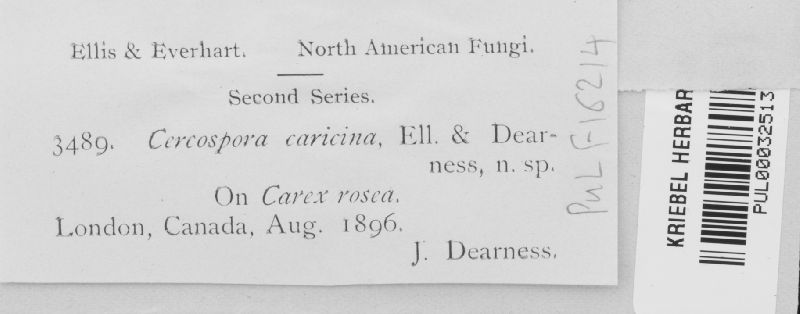 Ellis & Everhart. North American Fungi.
Second Series.
3489. Cercospora caricina, Ell. & Dear-
ness, n. sp.
On Carex rosea.
London, Canada, Aug. 1896.
J. Dearness.
PUL F-16214
KRIEBEL HERBAR
PUL00032513